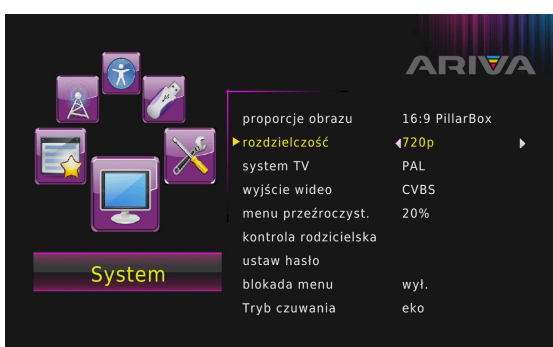 ARIVA
proporcje obrazu 16:9 PillarBox
rozdzielczość 720p
system TV PAL
wyjście wideo CVBS
menu przeźroczyst. 20%
kontrola rodzicielska
ustaw hasło
blokada menu wył.
Tryb czuwania eko
System